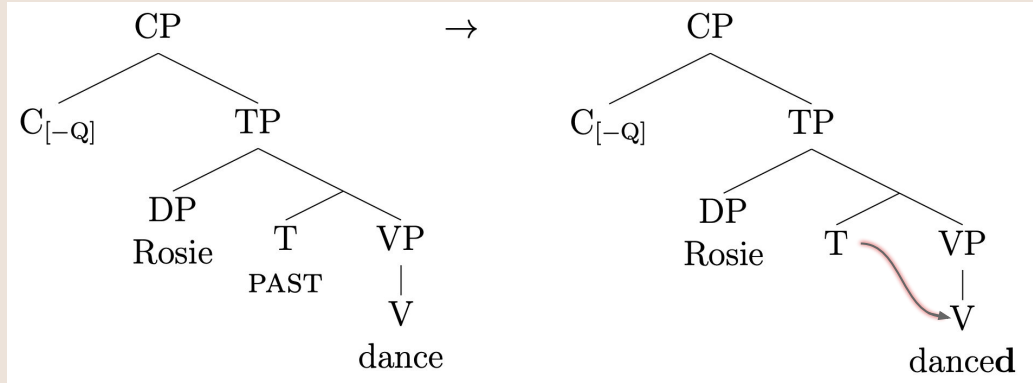 CP → CP
C[−Q] TP C[−Q] TP
DP DP
T VP T VP
Rosie Rosie
PAST
V V
dance danced